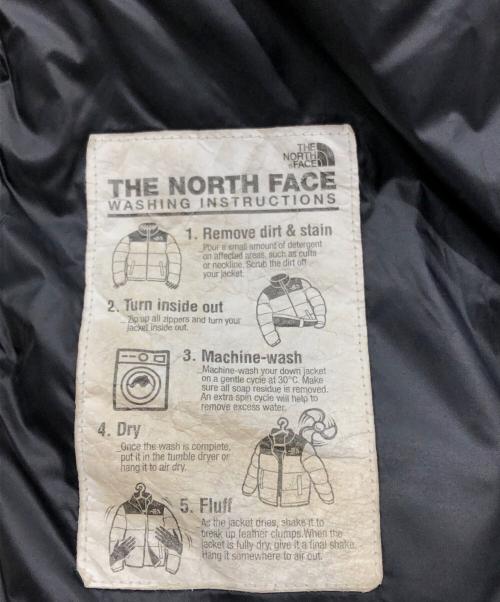 THE
NORTH
FACE
THE NORTH FACE
WASHING INSTRUCTIONS
1. Remove dirt & stain
Pour a small amount of detergent
on affected areas, such as cuffs
or neckline. Scrub the dirt off
your jacket.
2. Turn inside out
Zip up all zippers and turn your
jacket inside out.
3. Machine-wash
Machine-wash your down jacket
on a gentle cycle at 30°C. Make
sure all soap residue is removed.
An extra spin cycle will help to
remove excess water.
4. Dry
Once the wash is complete,
put it in the tumble dryer or
hang it to air dry.
5. Fluff
As the jacket dries, shake it to
break up feather clumps.When the
jacket is fully dry, give it a final shake.
Hang it somewhere to air out.